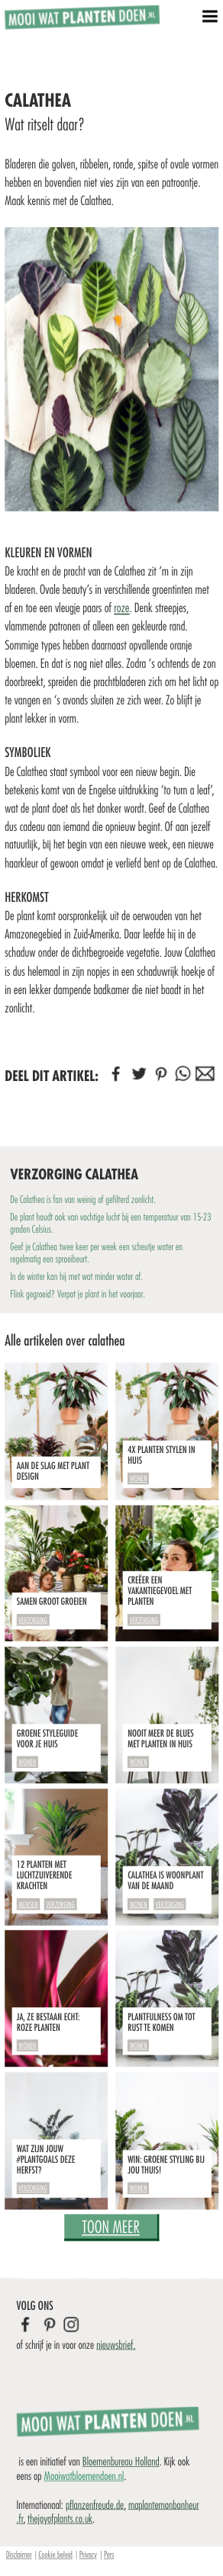 MOOI WAT PLANTEN DOEN.NL
CALATHEA
Wat ritselt daar?
Bladeren die golven, ribbelen, ronde, spitse of ovale vormen
hebben en bovendien niet vies zijn van een patroontje.
Maak kennis met de Calathea.
KLEUREN EN VORMEN
De kracht en de pracht van de Calathea zit ‘m in zijn
bladeren. Ovale beauty’s in verschillende groentinten met
af en toe een vleugje paars of roze. Denk streepjes,
vlammende patronen of alleen een gekleurde rand.
Sommige types hebben daarnaast opvallende oranje
bloemen. En dat is nog niet alles. Zodra ‘s ochtends de zon
doorbreekt, spreiden die prachtbladeren zich om het licht op
te vangen en ‘s avonds sluiten ze zich weer. Zo blijft je
plant lekker in vorm.
SYMBOLIEK
De Calathea staat symbool voor een nieuw begin. Die
betekenis komt van de Engelse uitdrukking ‘to turn a leaf’,
wat de plant dus als het donker wordt. Geef de Calathea
dus cadeau aan iemand die opnieuw begint. Of aan jezelf
natuurlijk, bij het begin van een nieuwe week, een nieuwe
haarkleur of gewoon omdat je verliefd bent op de Calathea.
HERKOMST
De plant komt oorspronkelijk uit de oerwouden van het
Amazonegebied in Zuid-Amerika. Daar leefde hij in de
schaduw onder de dichtbegroeide vegetatie. Jouw Calathea
is dus helemaal in zijn nopjes in een schaduwrijk hoekje of
in een lekker dampende badkamer die niet baadt in het
zonlicht.
DEEL DIT ARTIKEL:
VERZORGING CALATHEA
De Calathea is fan van weinig of gefilterd zonlicht.
De plant houdt ook van vochtige lucht bij een temperatuur van 15-23
graden Celsius.
Geef je Calathea twee keer per week een scheutje water en
regelmatig een sproeibeurt.
In de winter kan hij met wat minder water af.
Flink gegroeid? Verpot je plant in het voorjaar.
Alle artikelen over calathea
AAN DE SLAG MET PLANT
DESIGN
4X PLANTEN STYLEN IN
HUIS
WONEN
SAMEN GROOT GROEIEN
VERZORGING
CREËER EEN
VAKANTIEGEVOEL MET
PLANTEN
VERZORGING
GROENE STYLEGUIDE
VOOR JE HUIS
WONEN
NOOIT MEER DE BLUES
MET PLANTEN IN HUIS
WONEN
12 PLANTEN MET
LUCHTZUIVERENDE
KRACHTEN
MENSEN VERZORGING
CALATHEA IS WOONPLANT
VAN DE MAAND
WONEN VERZORGING
JA, ZE BESTAAN ECHT:
ROZE PLANTEN
WONEN
PLANTFULNESS OM TOT
RUST TE KOMEN
WONEN
WAT ZIJN JOUW
#PLANTGOALS DEZE
HERFST?
VERZORGING
WIN: GROENE STYLING BIJ
JOU THUIS!
WONEN
TOON MEER
VOLG ONS
of schrijf je in voor onze nieuwsbrief.
MOOI WAT PLANTEN DOEN.NL
is een initiatief van Bloemenbureau Holland. Kijk ook
eens op Mooiwatbloemendoen.nl.
Internationaal: pflanzenfreude.de, maplantemonbonheur
.fr, thejoyofplants.co.uk.
Disclaimer | Cookie beleid | Privacy | Pers